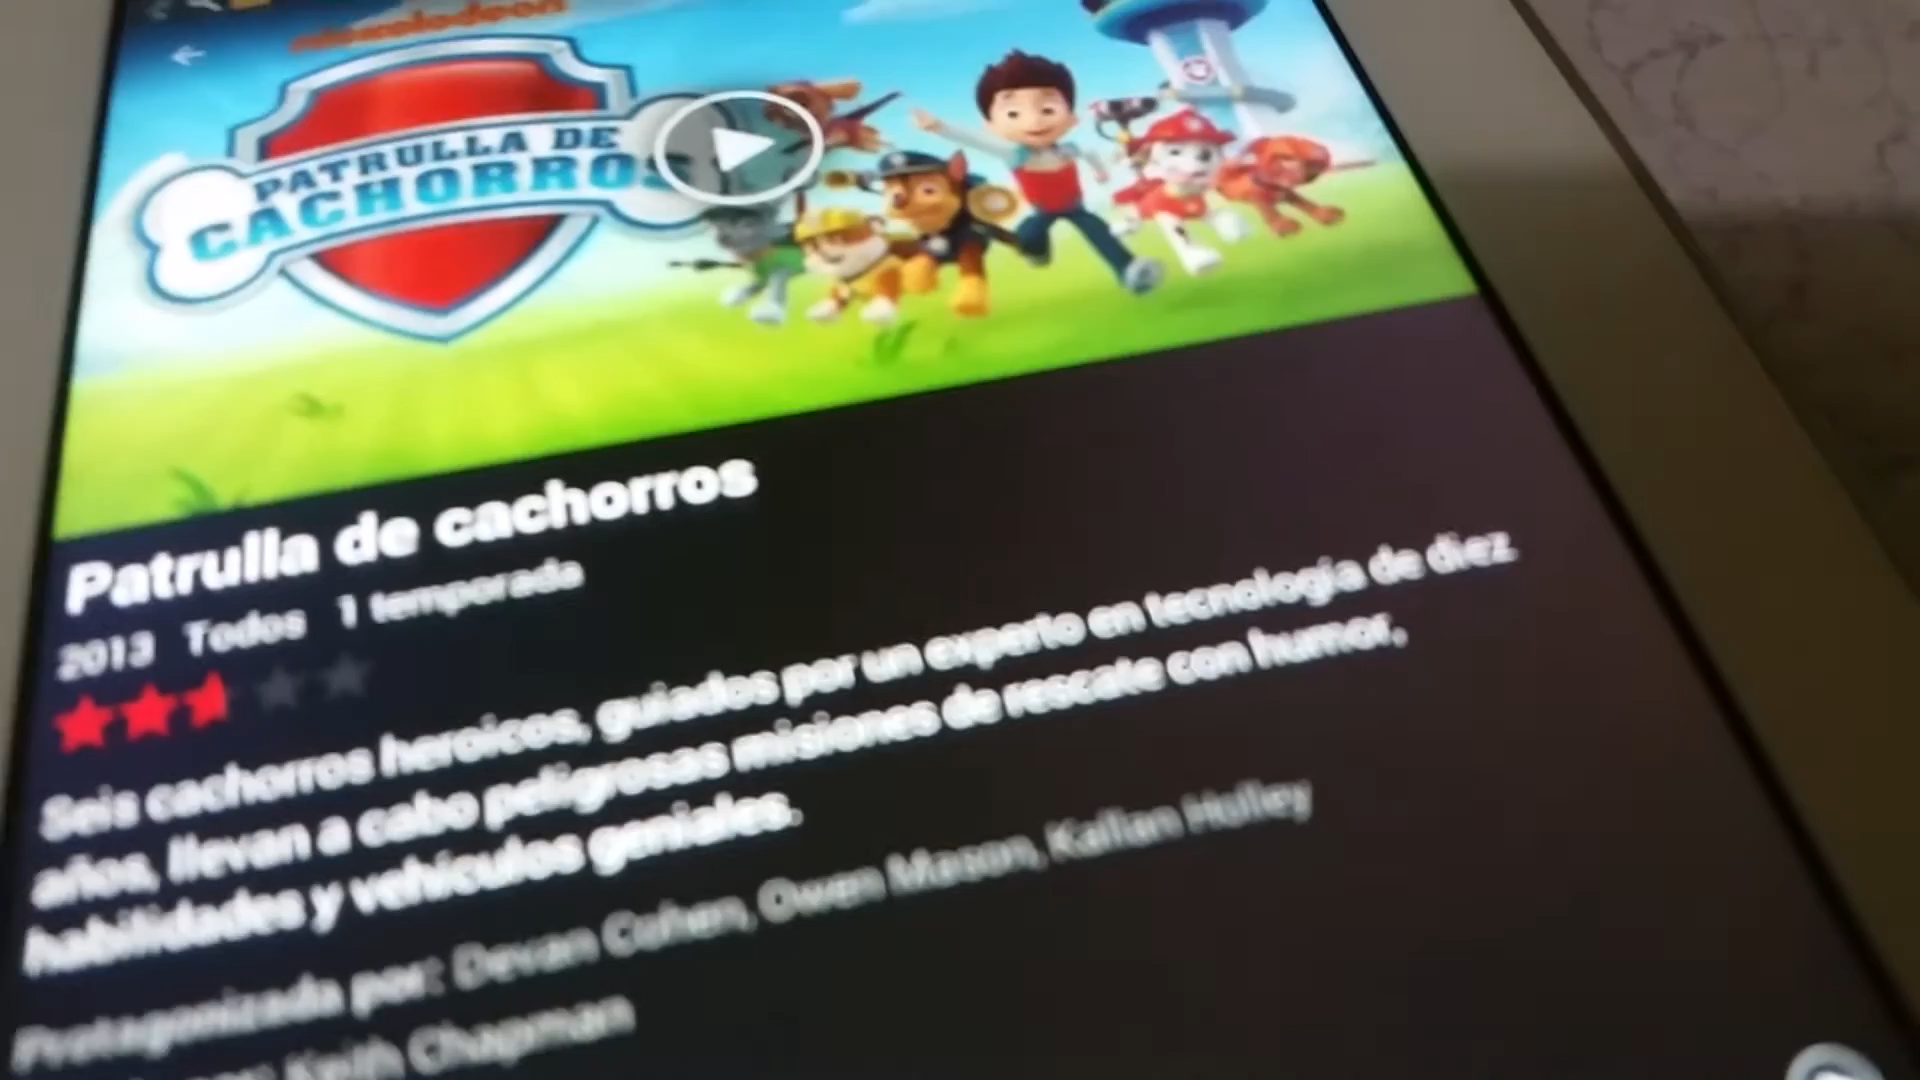 nickelodeon
PATRULLA DE
CACHORROS
Patrulla de cachorros
2013 Todos 1 temporada
Seis cachorros heroicos, guiados por un experto en tecnología de diez
años, llevan a cabo peligrosas misiones de rescate con humor,
habilidades y vehículos geniales.
Protagonizada por: Devan Cohen, Owen Mason, Kallan Holley
Keith Chapman